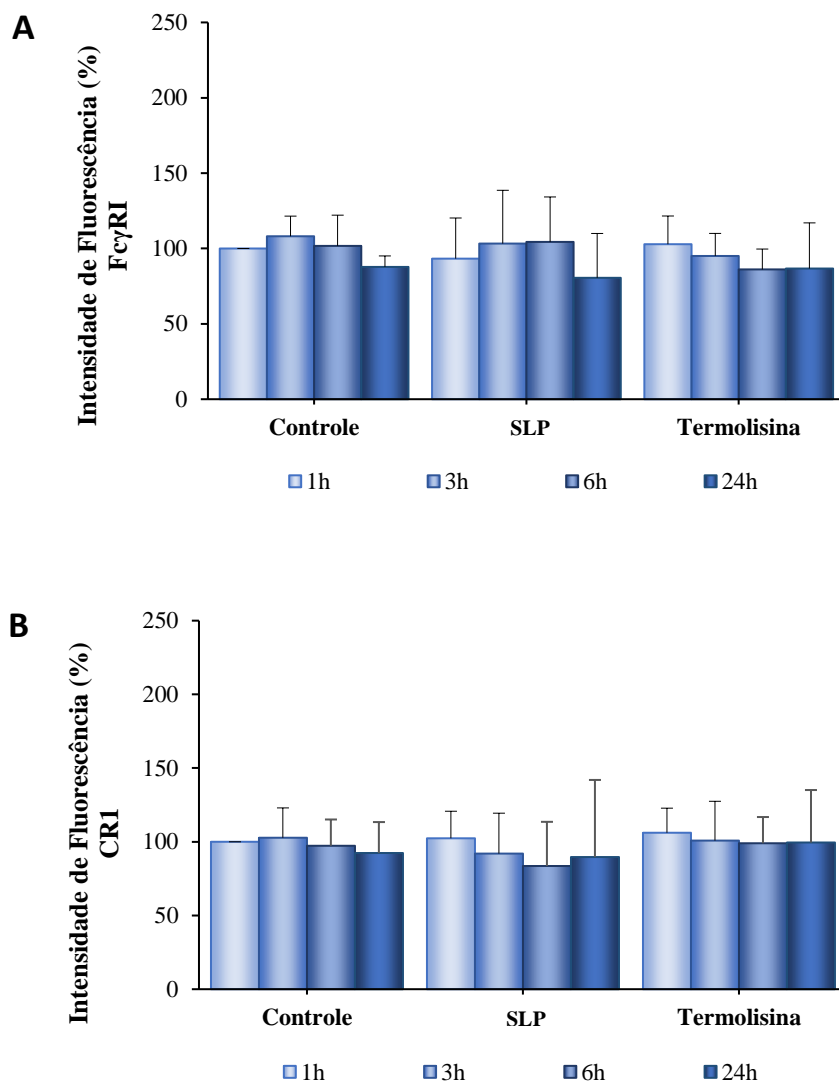 A
Intensidade de Fluorescência (%)
FcγRI
250
200
150
100
50
0
Controle SLP Termolisina
1h 3h 6h 24h
B
Intensidade de Fluorescência (%)
CR1
250
200
150
100
50
0
Controle SLP Termolisina
1h 3h 6h 24h